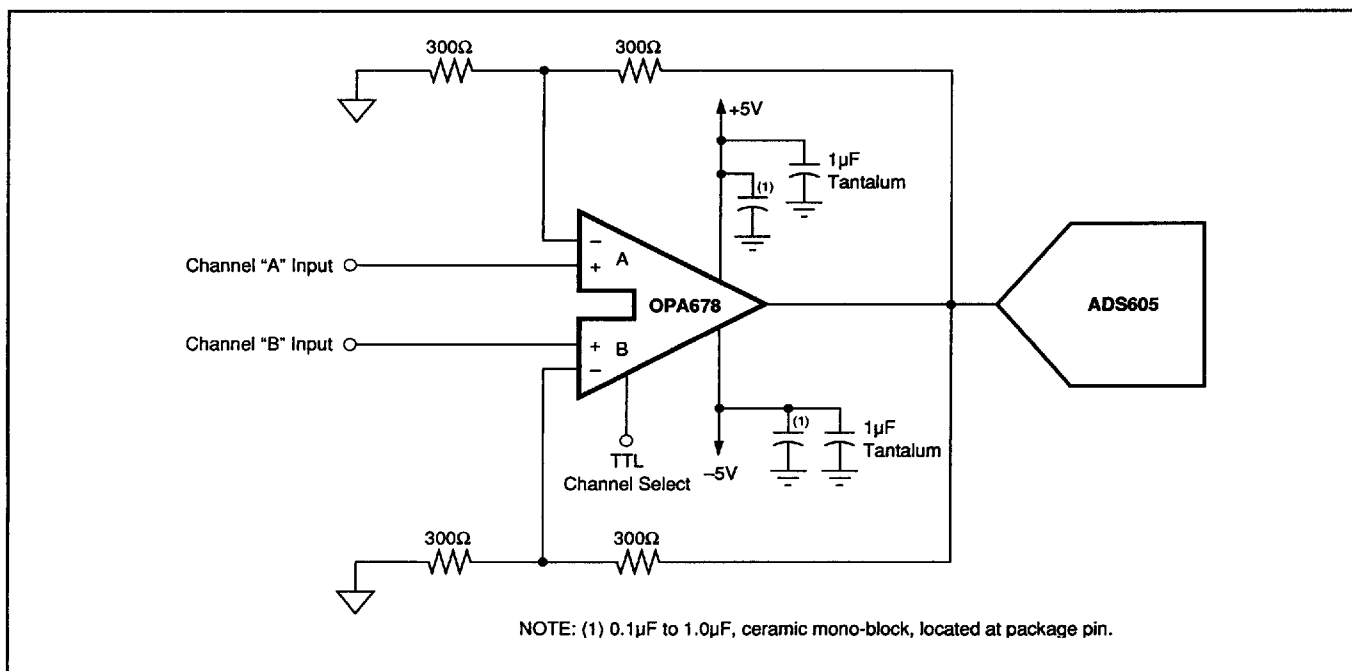 300Ω
300Ω
+5V
1µF
Tantalum
(1)
−
A
+
Channel "A" Input
OPA678
ADS605
Channel "B" Input
+
B
−
(1)
1µF
Tantalum
TTL
Channel Select
–5V
300Ω
300Ω
NOTE: (1) 0.1µF to 1.0µF, ceramic mono-block, located at package pin.